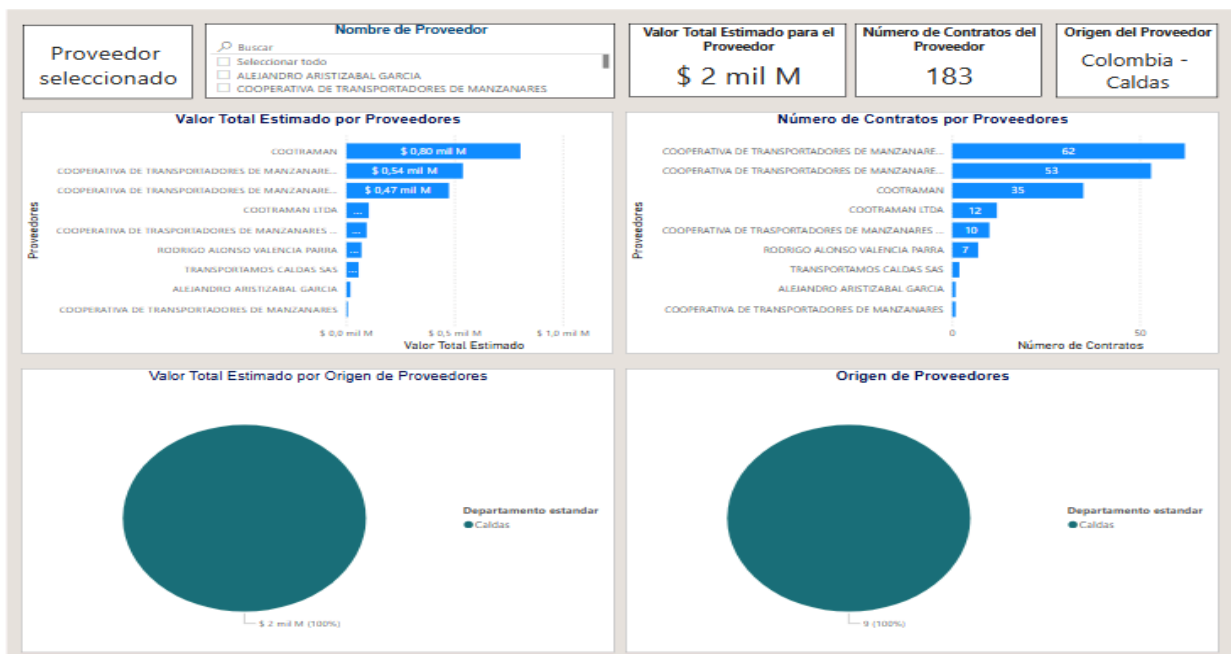 Proveedor
seleccionado
Nombre de Proveedor
Buscar
Seleccionar todo
ALEJANDRO ARISTIZABAL GARCIA
COOPERATIVA DE TRANSPORTADORES DE MANZANARES
Valor Total Estimado para el
Proveedor
$ 2 mil M
Número de Contratos del
Proveedor
183
Origen del Proveedor
Colombia -
Caldas
Valor Total Estimado por Proveedores
Proveedores
COOTRAMAN $ 0,80 mil M
COOPERATIVA DE TRANSPORTADORES DE MANZANARE... $ 0,54 mil M
COOPERATIVA DE TRANSPORTADORES DE MANZANARE... $ 0,47 mil M
COOTRAMAN LTDA ...
COOPERATIVA DE TRASPORTADORES DE MANZANARES ... ...
RODRIGO ALONSO VALENCIA PARRA ...
TRANSPORTAMOS CALDAS SAS ...
ALEJANDRO ARISTIZABAL GARCIA
COOPERATIVA DE TRANSPORTADORES DE MANZANARES
$ 0,0 mil M $ 0,5 mil M $ 1,0 mil M
Valor Total Estimado
Número de Contratos por Proveedores
Proveedores
COOPERATIVA DE TRANSPORTADORES DE MANZANARE... 62
COOPERATIVA DE TRANSPORTADORES DE MANZANARE... 53
COOTRAMAN 35
COOTRAMAN LTDA 12
COOPERATIVA DE TRASPORTADORES DE MANZANARES ... 10
RODRIGO ALONSO VALENCIA PARRA 7
TRANSPORTAMOS CALDAS SAS
ALEJANDRO ARISTIZABAL GARCIA
COOPERATIVA DE TRANSPORTADORES DE MANZANARES
0 50
Número de Contratos
Valor Total Estimado por Origen de Proveedores
Departamento estandar
Caldas
$ 2 mil M (100%)
Origen de Proveedores
Departamento estandar
Caldas
9 (100%)